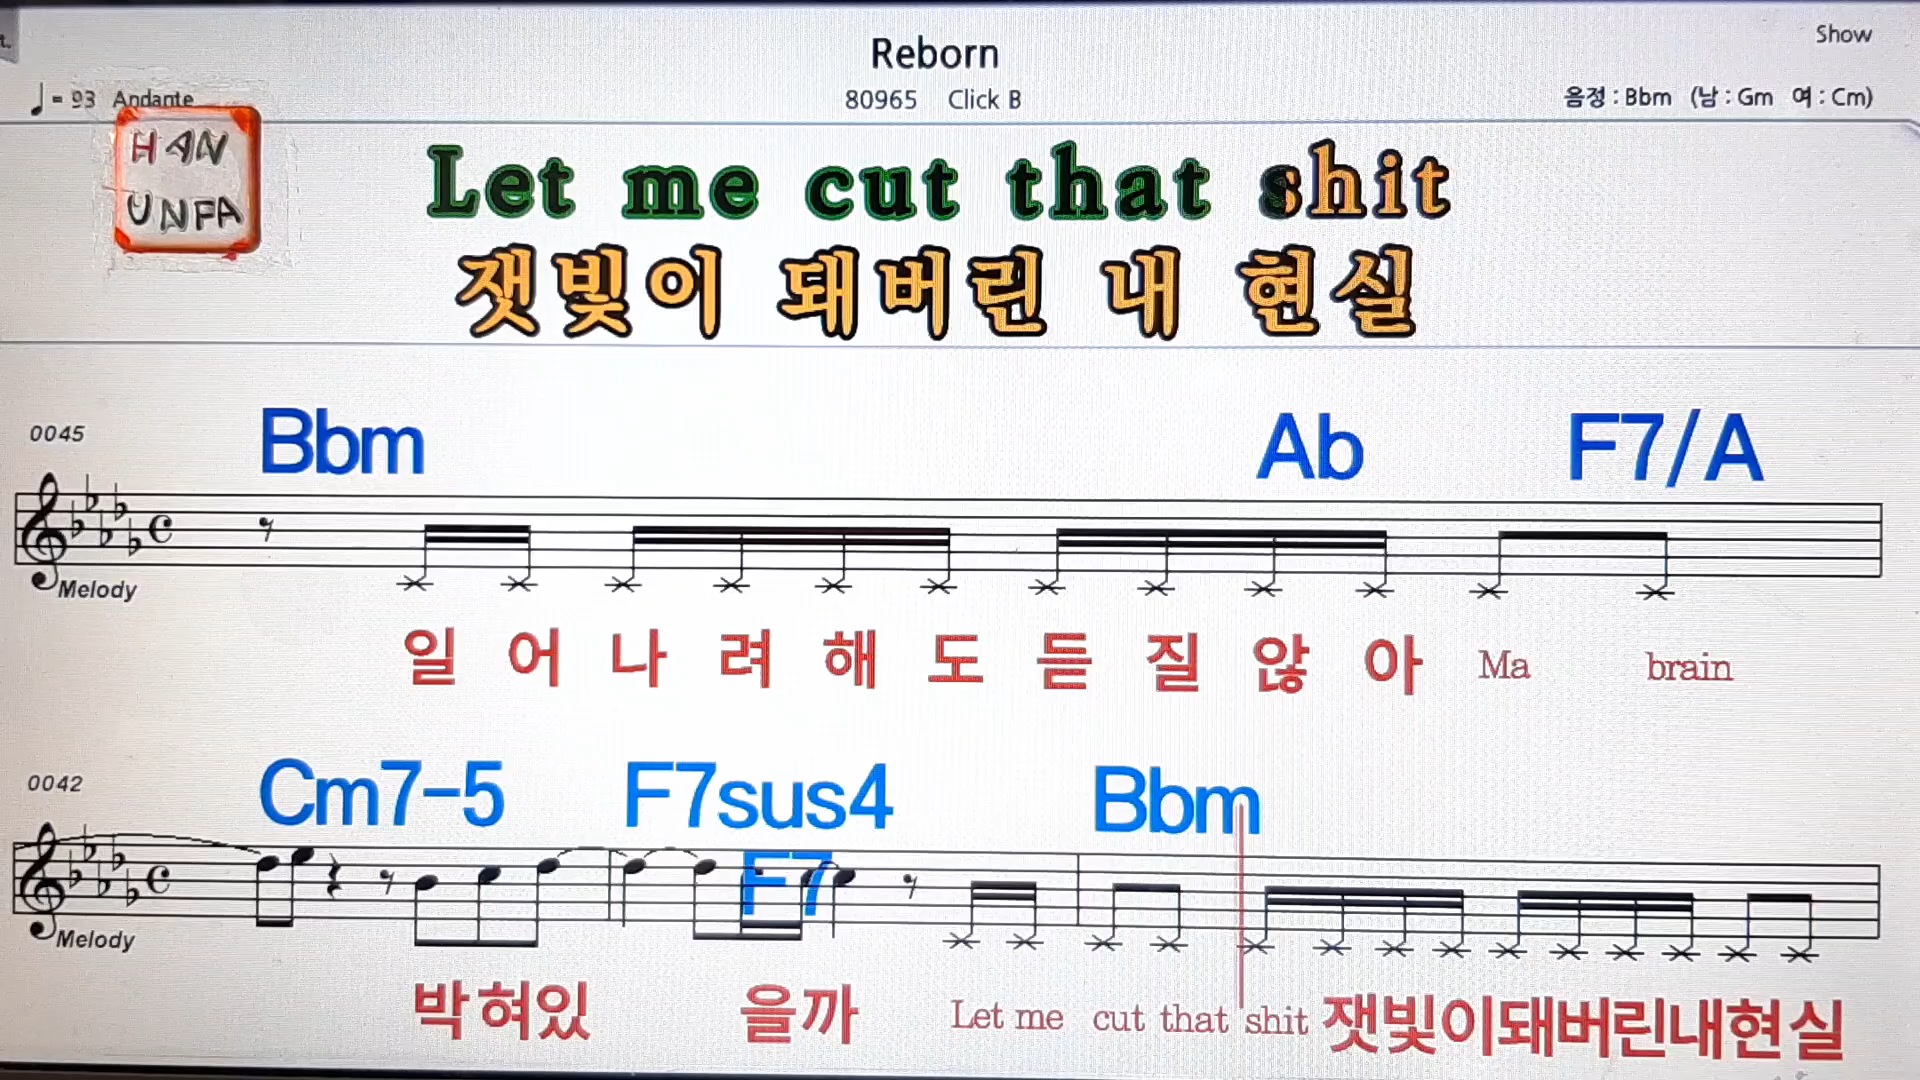 Reborn
Show
♩= 93 Andante
80965 Click B
음정 : Bbm (남 : Gm 여 : Cm)
HAN
UNFA
Let me cut that shit
잿빛이 돼버린 내 현실
0045
Bbm Ab F7/A
Melody
일 어 나 려 해 도 듣 질 않 아 Ma brain
0042
Cm7-5 F7sus4 F7 Bbm
Melody
박혀있 을까 Let me cut that shit 잿빛이돼버린내현실